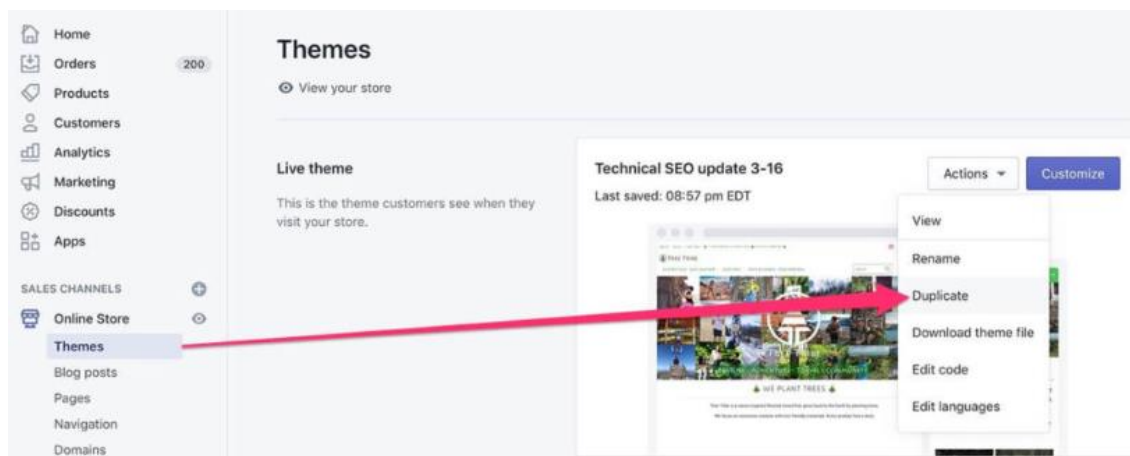 Home
Orders 200
Products
Customers
Analytics
Marketing
Discounts
Apps
SALES CHANNELS
Online Store
Themes
Blog posts
Pages
Navigation
Domains
Themes
View your store
Live theme
This is the theme customers see when they
visit your store.
Technical SEO update 3-16
Last saved: 08:57 pm EDT
Actions
Customize
View
Rename
Duplicate
Download theme file
Edit code
Edit languages
WE PLANT TREES